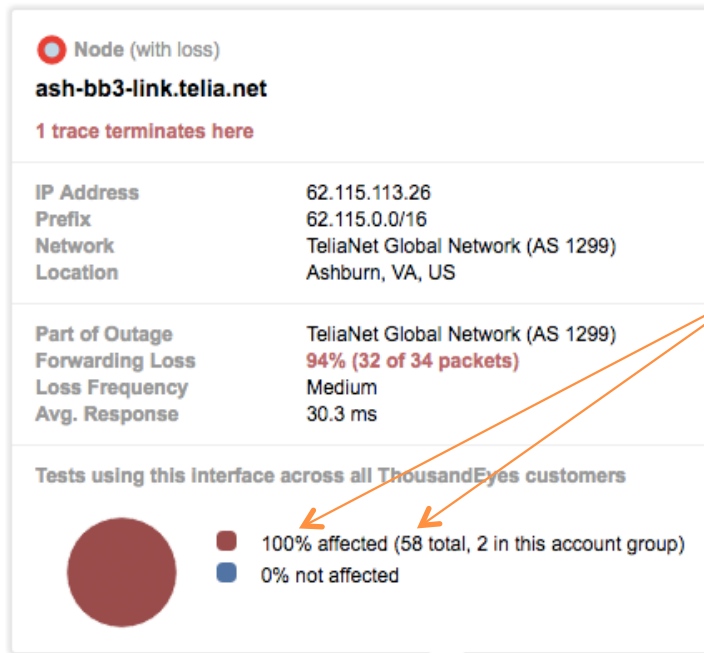 Node (with loss)
ash-bb3-link.telia.net
1 trace terminates here
IP Address 62.115.113.26
Prefix 62.115.0.0/16
Network TeliaNet Global Network (AS 1299)
Location Ashburn, VA, US
Part of Outage TeliaNet Global Network (AS 1299)
Forwarding Loss 94% (32 of 34 packets)
Loss Frequency Medium
Avg. Response 30.3 ms
Tests using this interface across all ThousandEyes customers
100% affected (58 total, 2 in this account group)
0% not affected